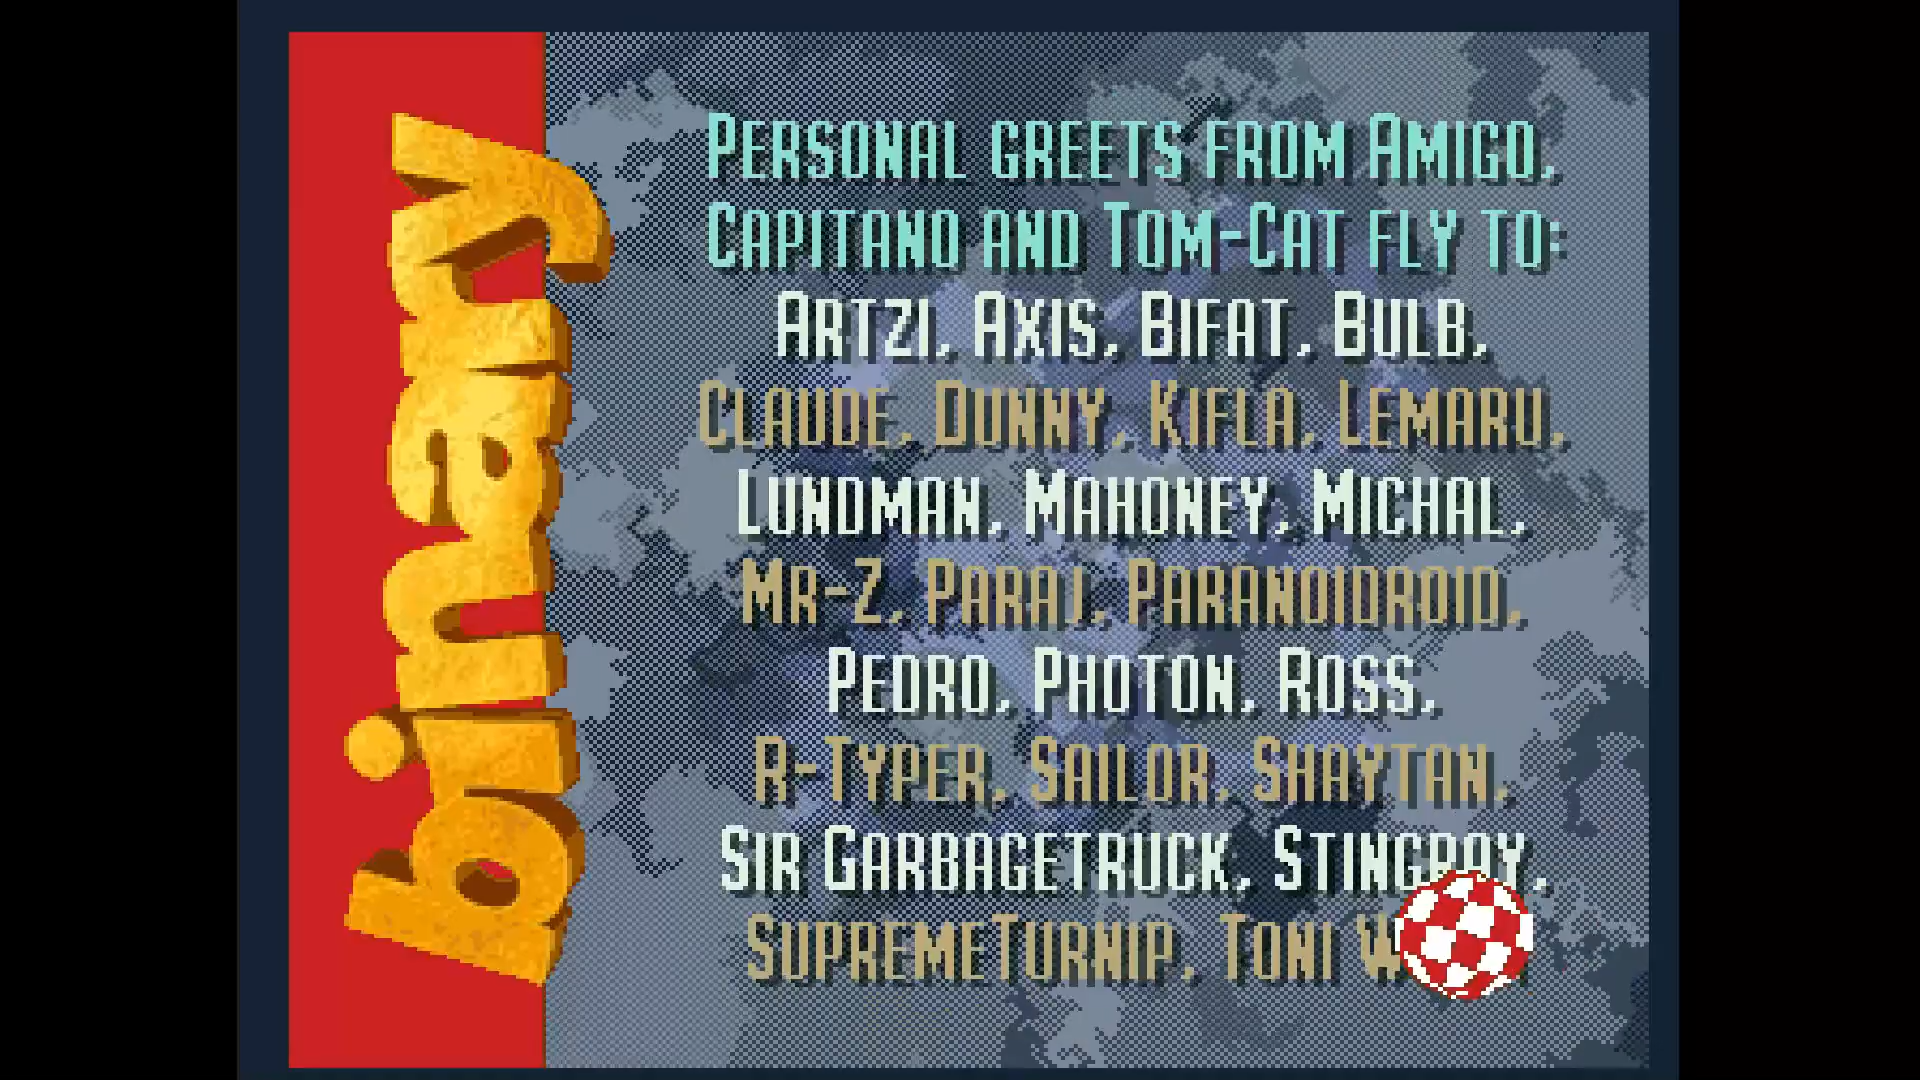 binary
Personal greets from Amigo,
Capitano and Tom-Cat fly to:
Artzi, Axis, Bifat, Bulb,
Claude, Dunny, Kifla, Lemaru,
Lundman, Mahoney, Michal,
Mr-Z, Paraj, Paranoidroid,
Pedro, Photon, Ross,
R-Typer, Sailor, Shaytan,
Sir Garbagetruck, Stingray,
SupremeTurnip, Toni